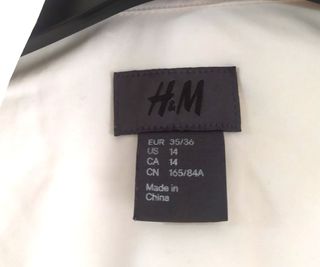 H&M
EUR 35/36
US 14
CA 14
CN 165/84A
Made in
China